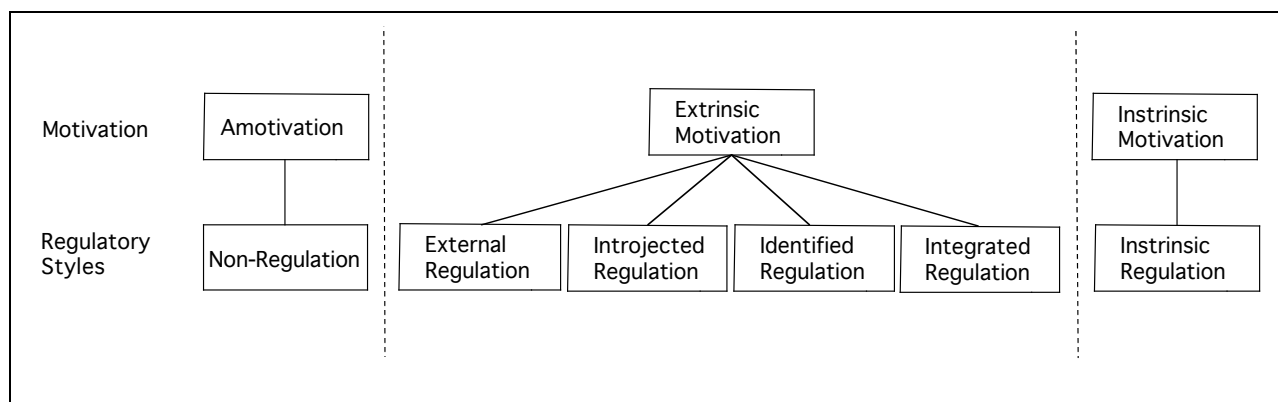 Motivation
Amotivation
Extrinsic
Motivation
Instrinsic
Motivation
Regulatory
Styles
Non-Regulation
External
Regulation
Introjected
Regulation
Identified
Regulation
Integrated
Regulation
Instrinsic
Regulation